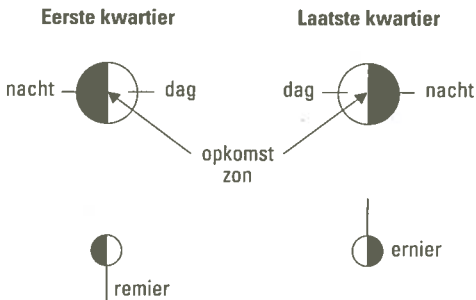 Eerste kwartier
Laatste kwartier
nacht
dag
dag
nacht
opkomst
zon
remier
ernier